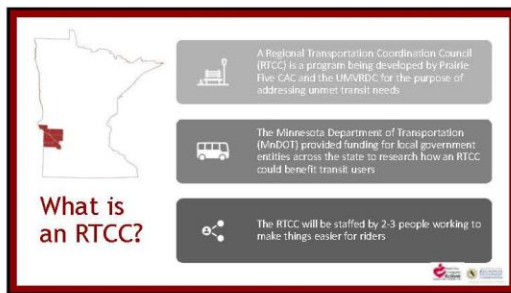 A Regional Transportation Coordination Council
(RTCC) is a program being developed by Prairie
Five CAC and the UMVRDC for the purpose of
addressing unmet transit needs
The Minnesota Department of Transportation
(MnDOT) provided funding for local government
entities across the state to research how an RTCC
could benefit transit users
What is
an RTCC?
The RTCC will be staffed by 2-3 people working to
make things easier for riders